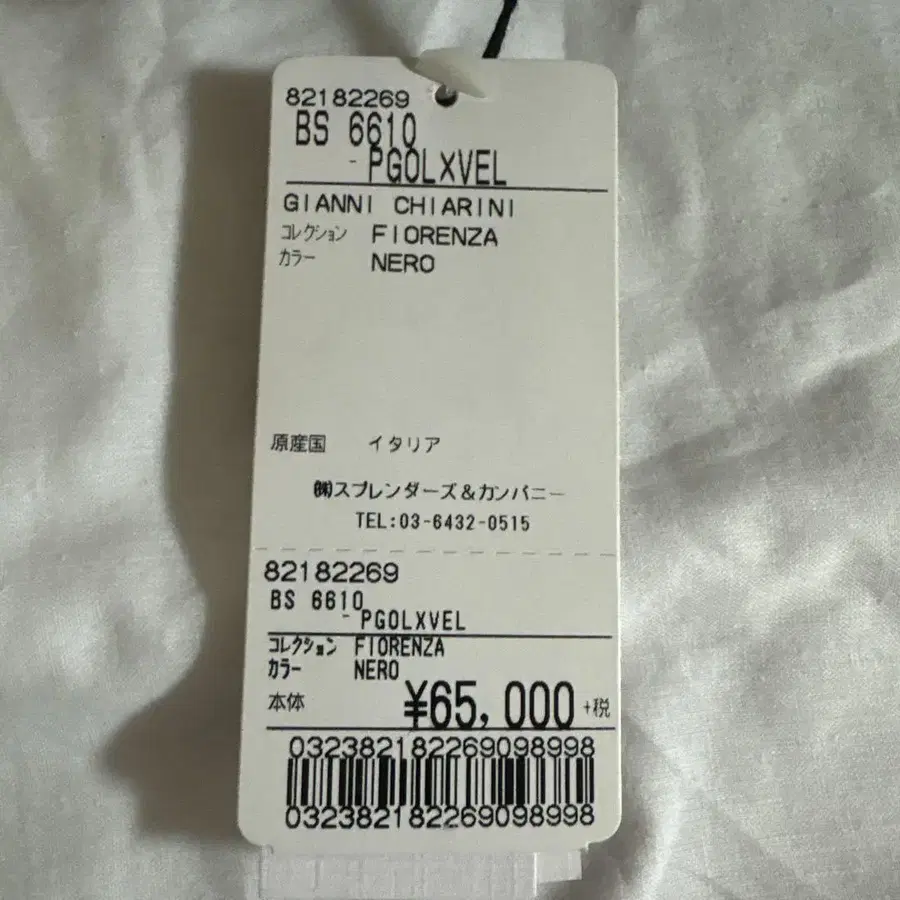 82182269
BS 6610
- PGOLXVEL
GIANNI CHIARINI
コレクション FIORENZA
カラー NERO
原産国 イタリア
㈱スプレンダーズ&カンパニー
TEL:03-6432-0515
82182269
BS 6610
- PGOLXVEL
コレクション FIORENZA
カラー NERO
本体 ¥65,000 +税
032382182269098998
032382182269098998